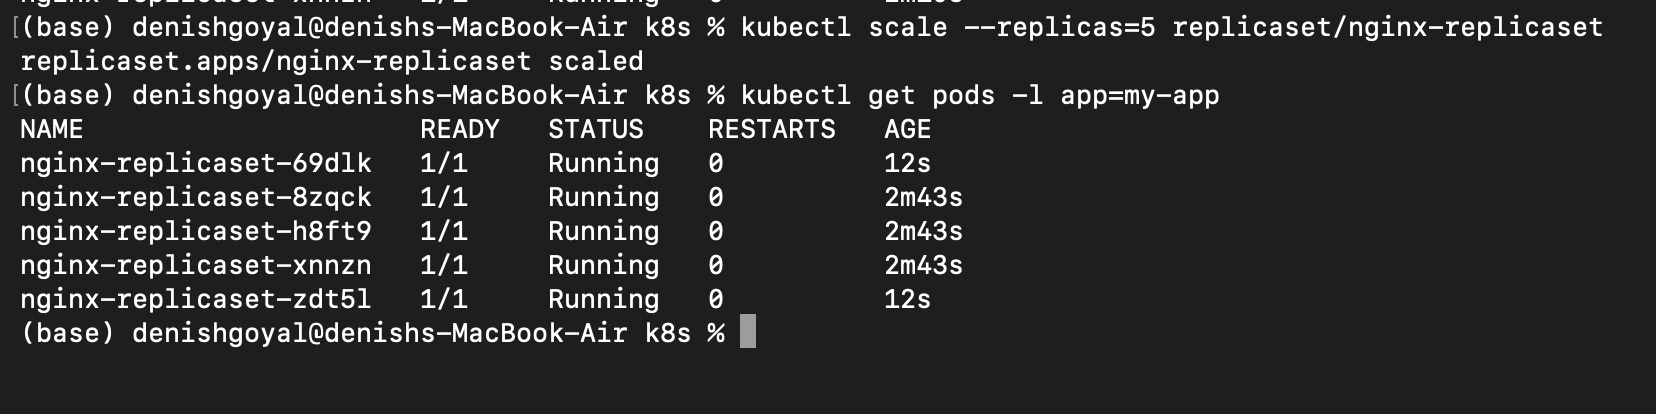 [(base) denishgoyal@denishs-MacBook-Air k8s % kubectl scale --replicas=5 replicaset/nginx-replicaset
replicaset.apps/nginx-replicaset scaled
[(base) denishgoyal@denishs-MacBook-Air k8s % kubectl get pods -l app=my-app
NAME READY STATUS RESTARTS AGE
nginx-replicaset-69dlk 1/1 Running 0 12s
nginx-replicaset-8zqck 1/1 Running 0 2m43s
nginx-replicaset-h8ft9 1/1 Running 0 2m43s
nginx-replicaset-xnnzn 1/1 Running 0 2m43s
nginx-replicaset-zdt5l 1/1 Running 0 12s
(base) denishgoyal@denishs-MacBook-Air k8s %